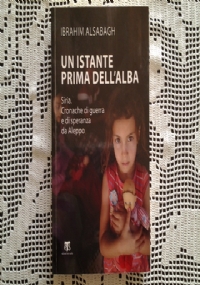 IBRAHIM ALSABAGH
UN ISTANTE
PRIMA DELL'ALBA
Siria.
Cronache di guerra
e di speranza
da Aleppo